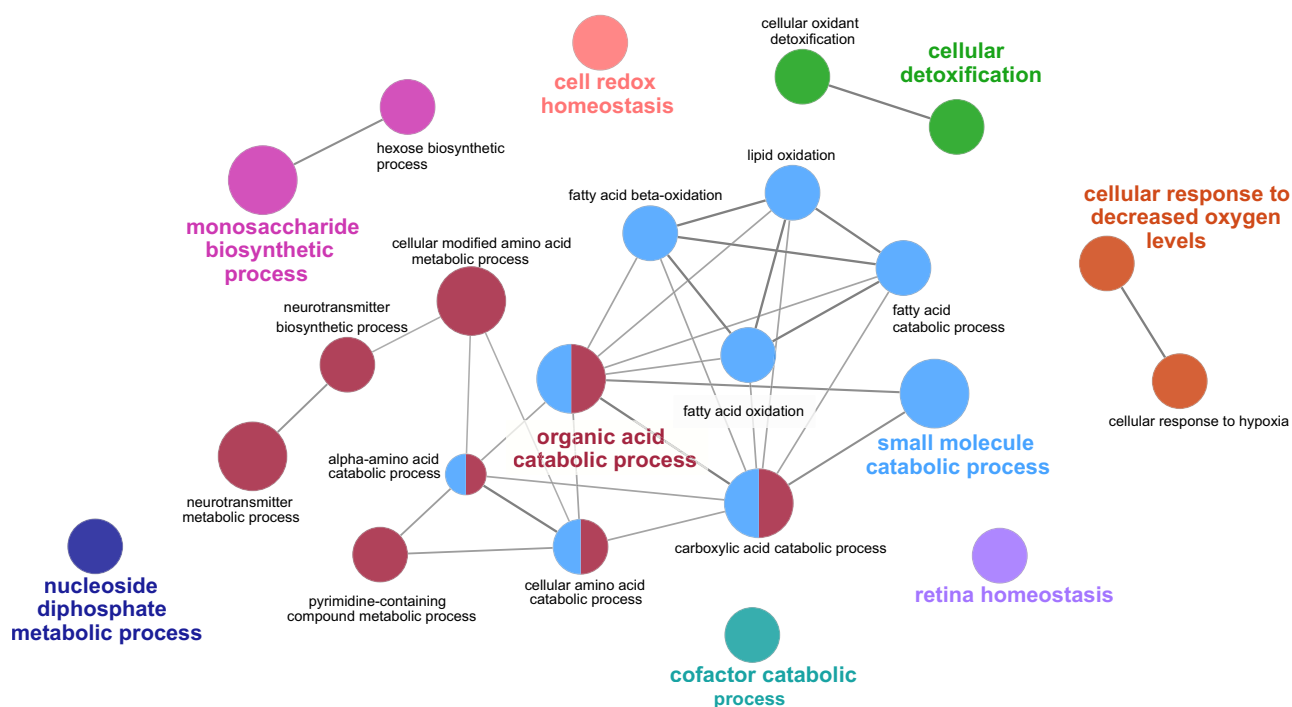 cellular oxidant
detoxification
cellular
detoxification
cell redox
homeostasis
hexose biosynthetic
process
lipid oxidation
fatty acid beta-oxidation
monosaccharide
biosynthetic
process
cellular response to
decreased oxygen
levels
cellular modified amino acid
metabolic process
neurotransmitter
biosynthetic process
fatty acid
catabolic process
fatty acid oxidation
cellular response to hypoxia
organic acid
catabolic process
small molecule
catabolic process
alpha-amino acid
catabolic process
neurotransmitter
metabolic process
carboxylic acid catabolic process
nucleoside
diphosphate
metabolic process
cellular amino acid
catabolic process
retina homeostasis
pyrimidine-containing
compound metabolic process
cofactor catabolic
process